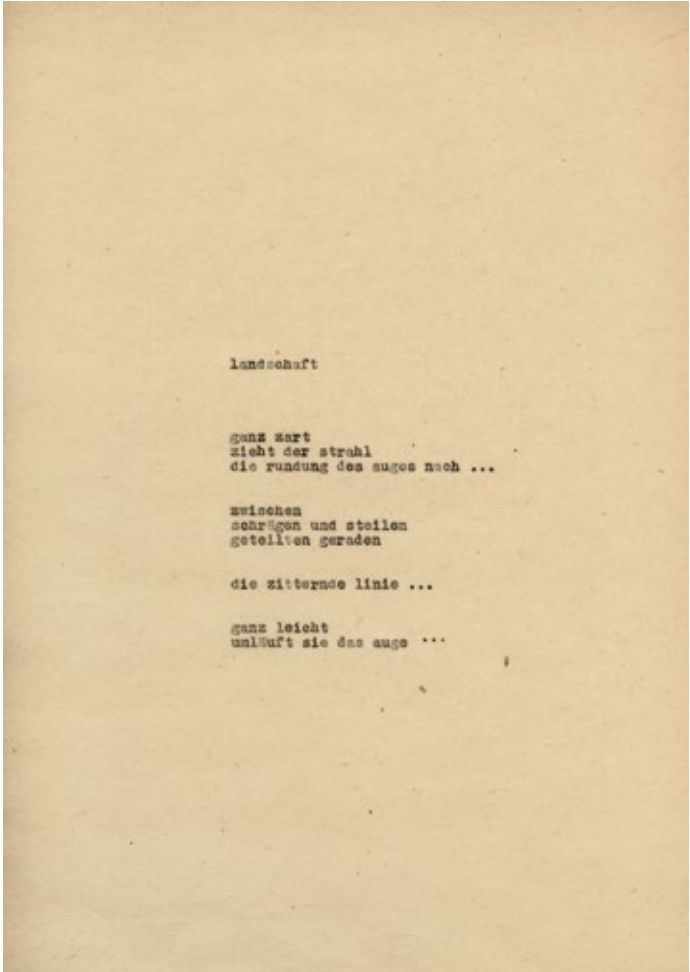 landschaft
ganz zart
zieht der strahl
die rundung des auges nach ...
zwischen
schrägen und steilen
geteilten geraden
die zitternde linie ...
ganz leicht
umläuft sie das auge ...